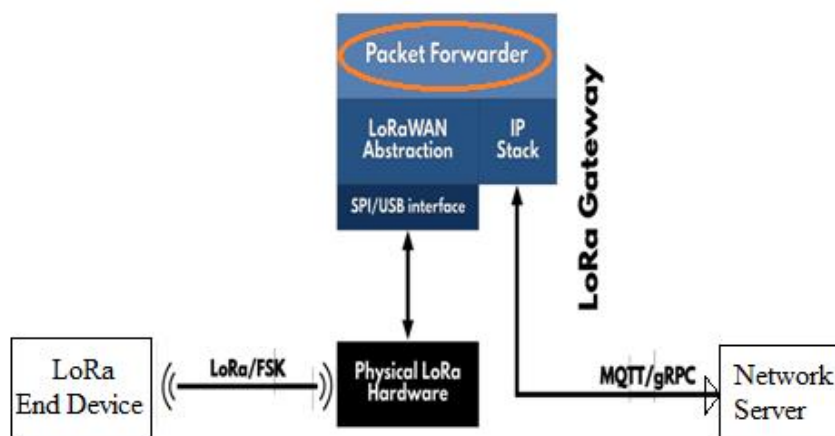 Packet Forwarder
LoRaWAN
Abstraction
IP
Stack
SPI/USB interface
LoRa Gateway
LoRa
End Device
LoRa/FSK
Physical LoRa
Hardware
MQTT/gRPC
Network
Server